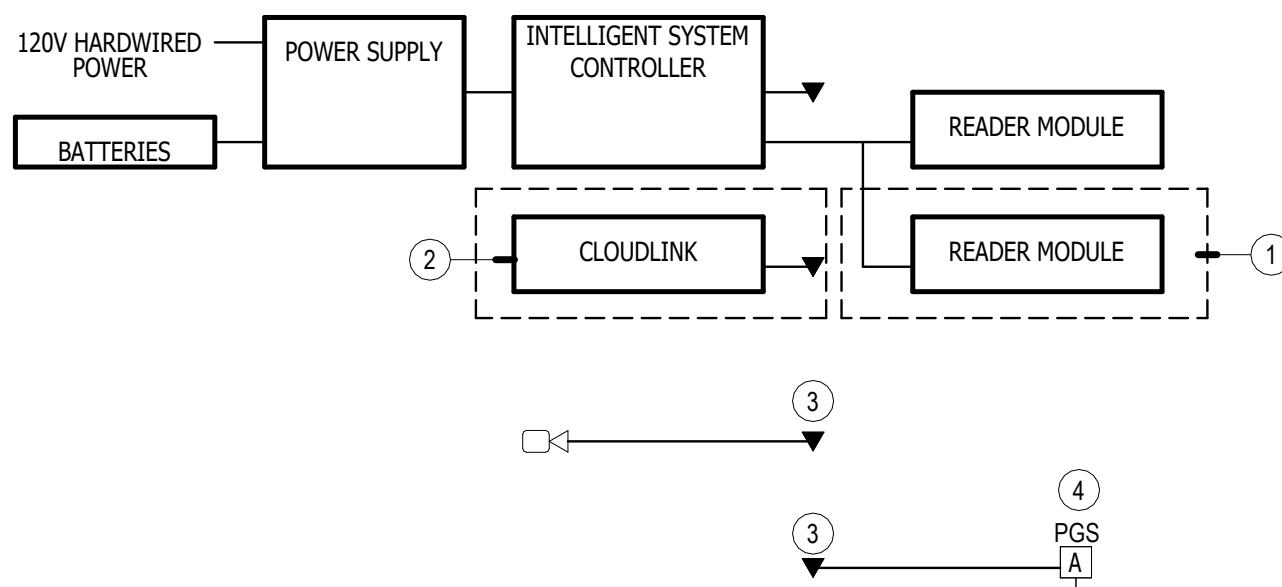 120V HARDWIRED
POWER
POWER SUPPLY
INTELLIGENT SYSTEM
CONTROLLER
BATTERIES
READER MODULE
2
CLOUDLINK
READER MODULE
1
3
4
3
PGS
A